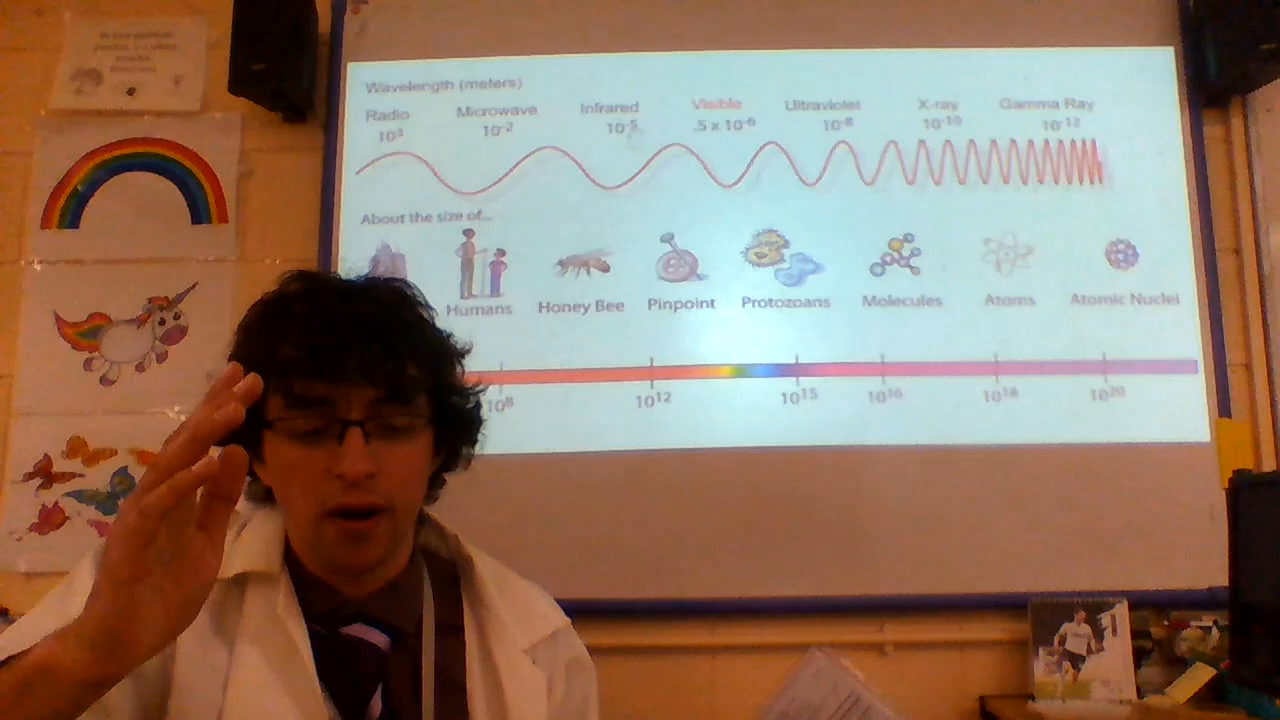 Wavelength (meters)
Radio Microwave Infrared Visible Ultraviolet X-ray Gamma Ray
10³ 10⁻² 10⁻⁵ .5 x 10⁻⁶ 10⁻⁸ 10⁻¹⁰ 10⁻¹²
About the size of...
Humans Honey Bee Pinpoint Protozoans Molecules Atoms Atomic Nuclei
10⁸ 10¹² 10¹⁵ 10¹⁶ 10¹⁸ 10²⁰